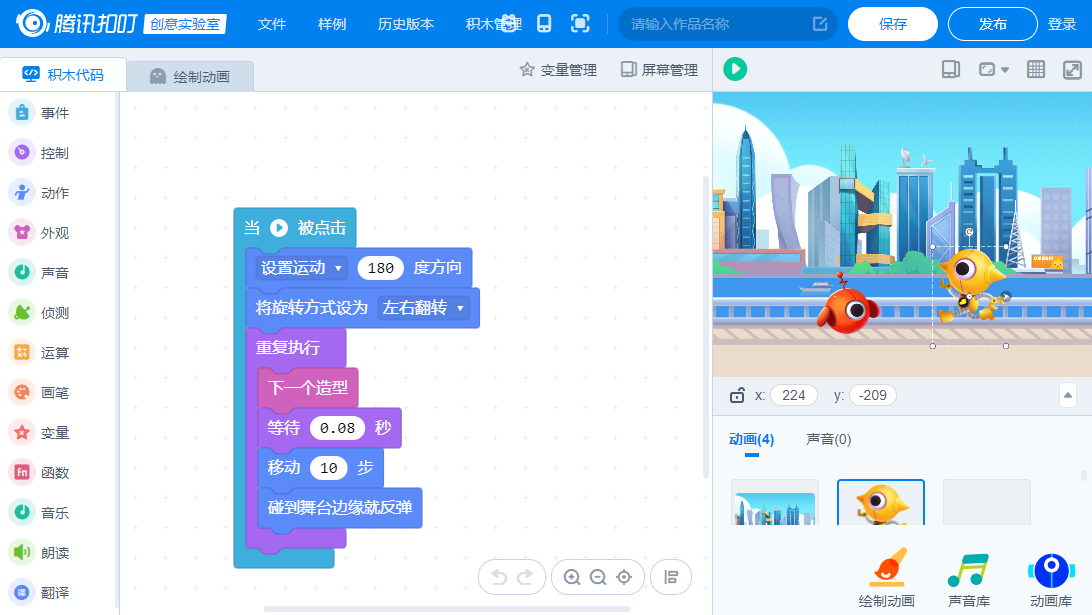 腾讯扣叮 创意实验室 文件 样例 历史版本 积木管理 请输入作品名称 保存 发布 登录
积木代码 绘制动画 变量管理 屏幕管理
事件
控制
动作
外观
声音
侦测
运算
画笔
变量
函数
音乐
朗读
翻译
当 被点击
设置运动 180 度方向
将旋转方式设为 左右翻转
重复执行
下一个造型
等待 0.08 秒
移动 10 步
碰到舞台边缘就反弹
x: 224 y: -209
动画(4) 声音(0)
绘制动画 声音库 动画库